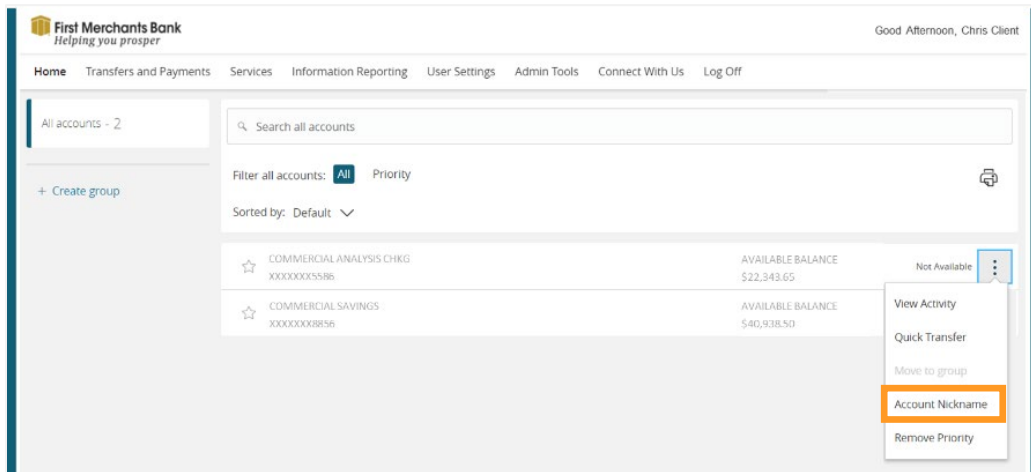 First Merchants Bank
Helping you prosper
Good Afternoon, Chris Client
Home Transfers and Payments Services Information Reporting User Settings Admin Tools Connect With Us Log Off
All accounts - 2
Search all accounts
+ Create group
Filter all accounts: All Priority
Sorted by: Default
COMMERCIAL ANALYSIS CHKG AVAILABLE BALANCE
XXXXXXX5586 $22,343.65 Not Available
COMMERCIAL SAVINGS AVAILABLE BALANCE
XXXXXXX8856 $40,938.50
View Activity
Quick Transfer
Move to group
Account Nickname
Remove Priority